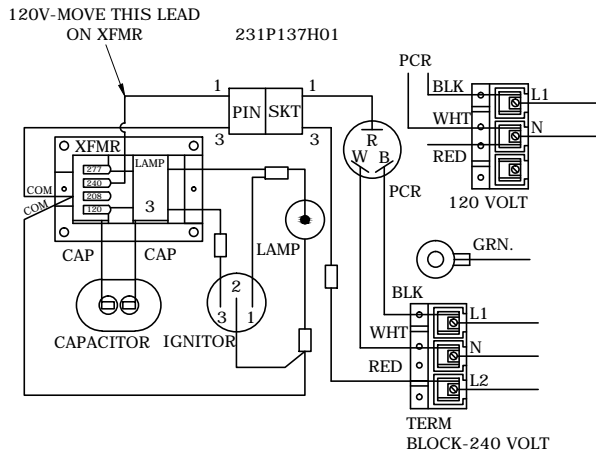 120V-MOVE THIS LEAD
ON XFMR
231P137H01
PCR
BLK
L1
WHT
N
RED
120 VOLT
1
PIN
SKT
1
3
3
XFMR
LAMP
277
240
208
120
3
COM
COM
CAP
CAP
CAPACITOR
2
3
1
IGNITOR
LAMP
R
W
B
PCR
GRN.
BLK
L1
WHT
N
RED
L2
TERM
BLOCK-240 VOLT